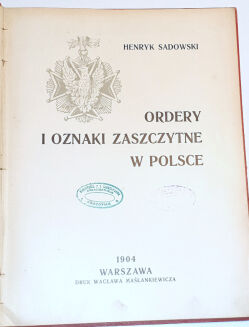 HENRYK SADOWSKI
ORDERY
I OZNAKI ZASZCZYTNE
W POLSCE
1904
WARSZAWA
DRUK WACŁAWA MAŚLANKIEWICZA